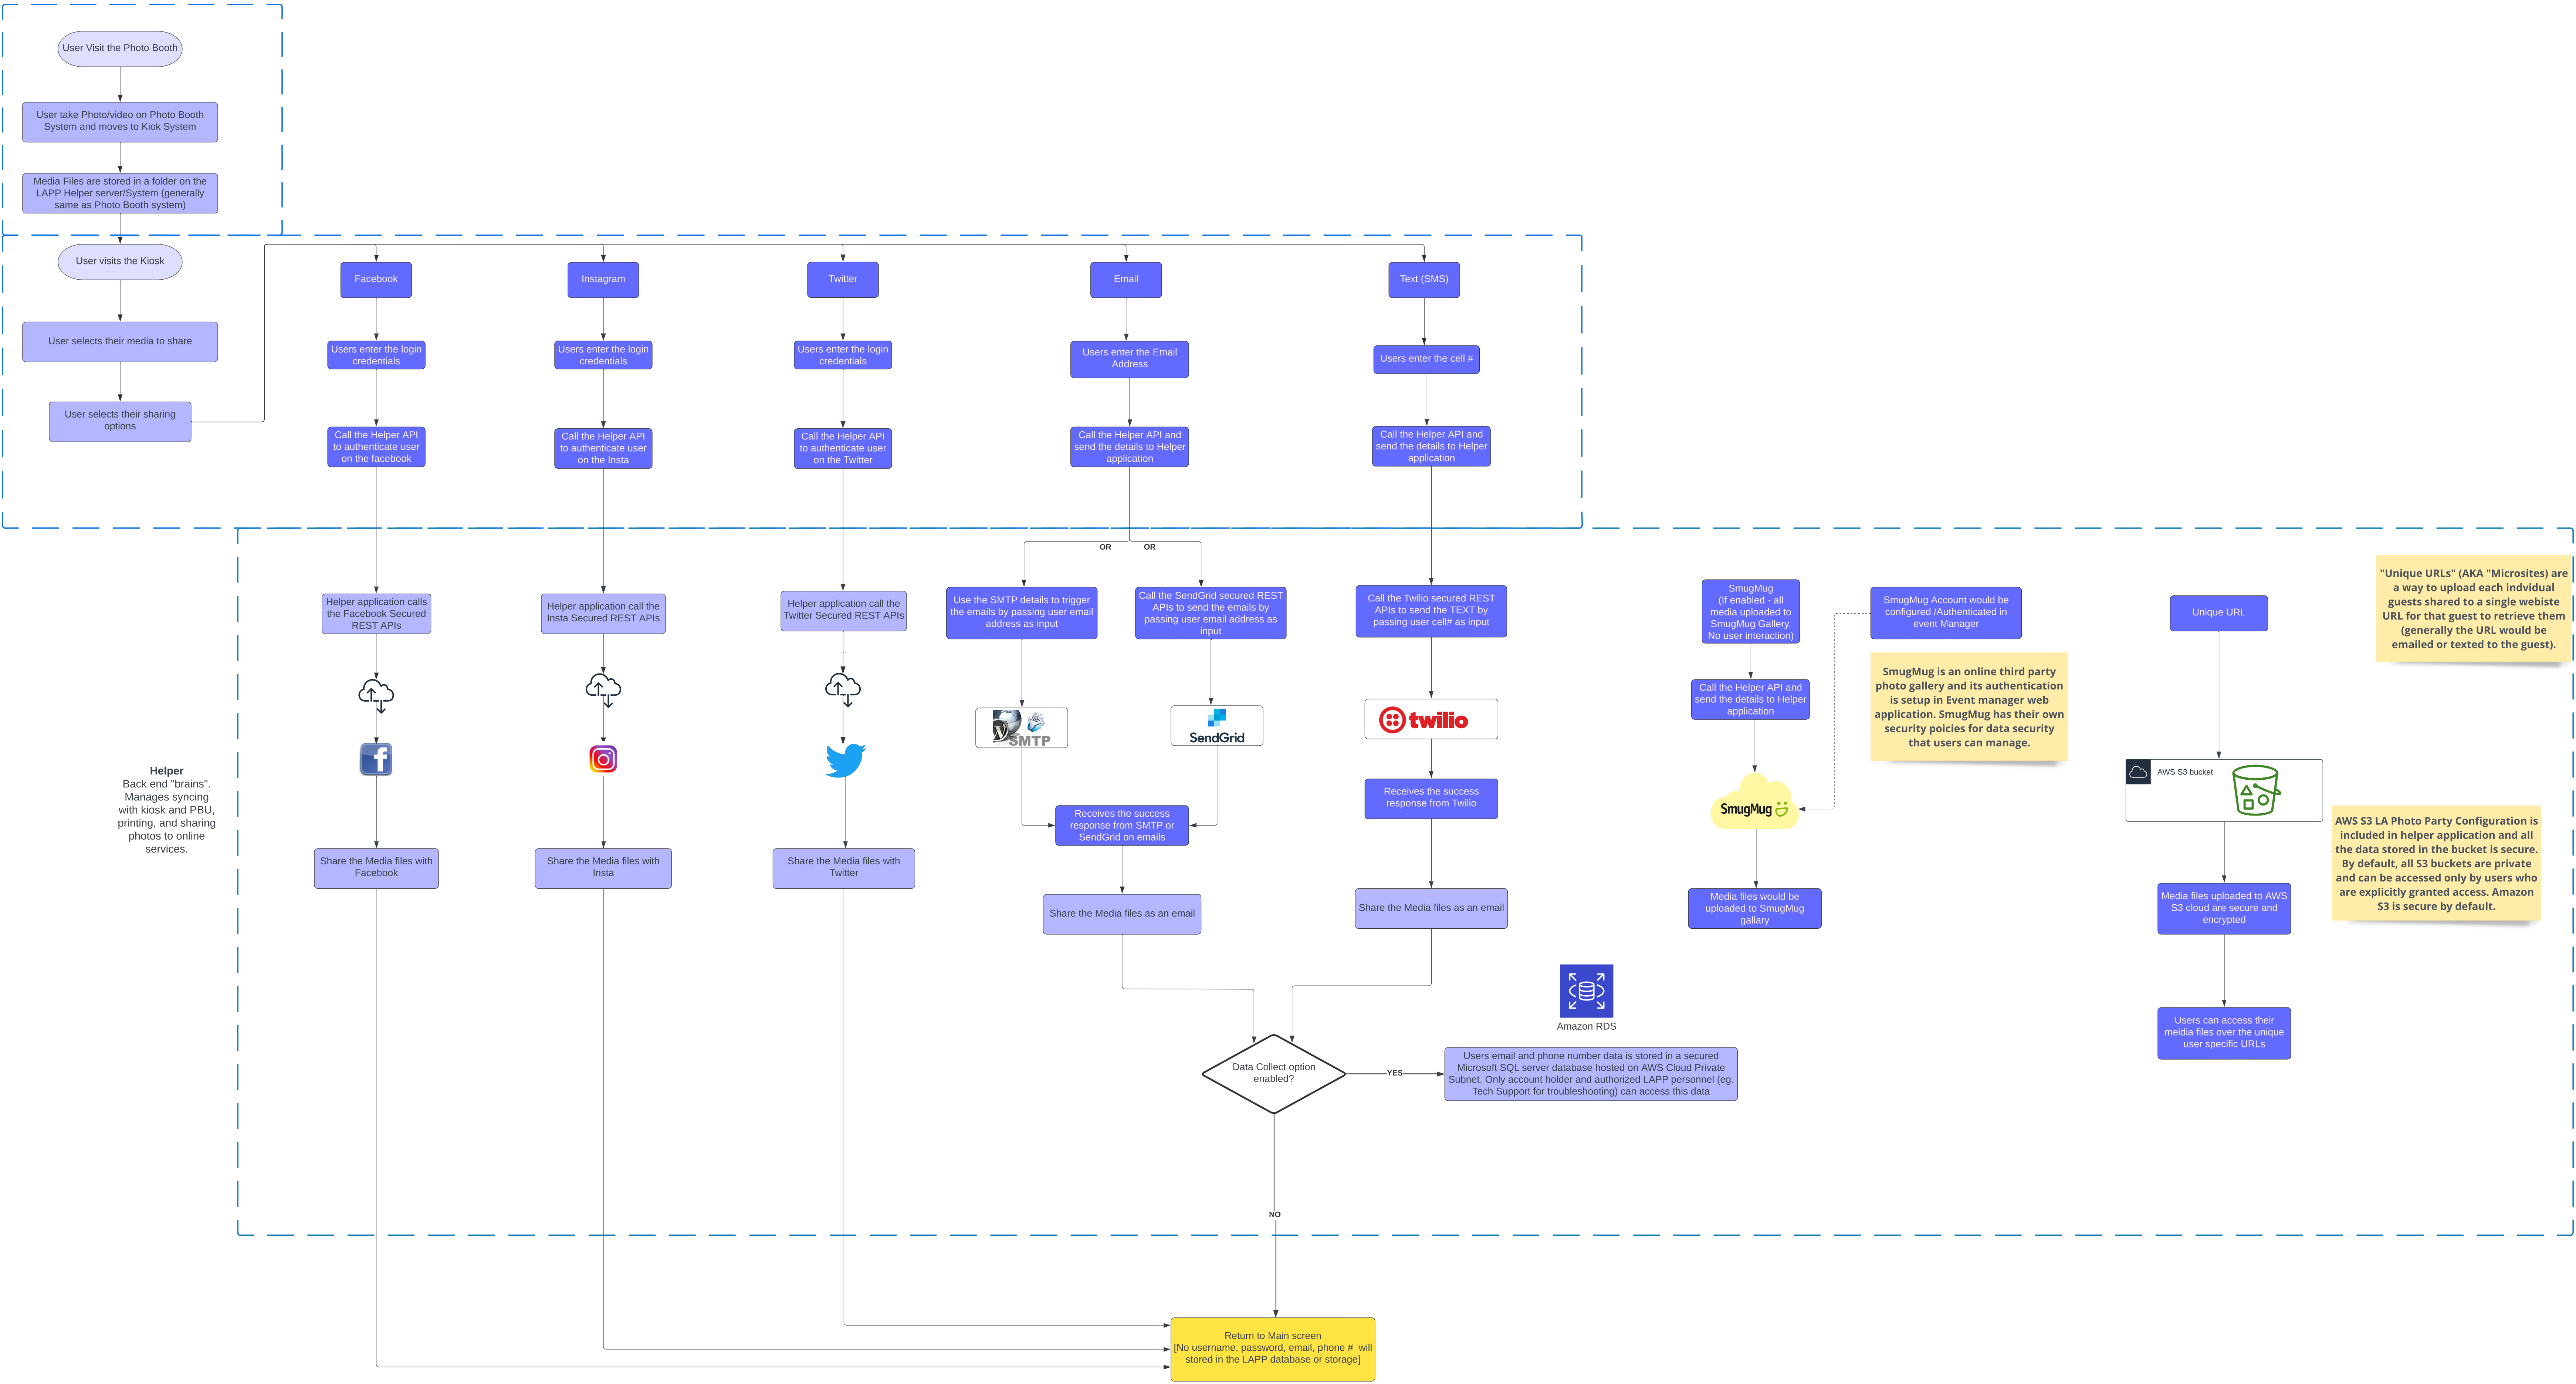 User Visit the Photo Booth
User take Photo/video on Photo Booth
System and moves to Kiok System
Media Files are stored in a folder on the
LAPP Helper server/System (generally
same as Photo Booth system)
User visits the Kiosk
User selects their media to share
User selects their sharing
options
Facebook
Users enter the login
credentials
Call the Helper API
to authenticate user
on the facebook
Instagram
Users enter the login
credentials
Call the Helper API
to authenticate user
on the Insta
Twitter
Users enter the login
credentials
Call the Helper API
to authenticate user
on the Twitter
Email
Users enter the Email
Address
Call the Helper API and
send the details to Helper
application
Text (SMS)
Users enter the cell #
Call the Helper API and
send the details to Helper
application
Helper
Back end "brains".
Manages syncing
with kiosk and PBU,
printing, and sharing
photos to online
services.
Helper application calls
the Facebook Secured
REST APIs
Share the Media files with
Facebook
Helper application call the
Insta Secured REST APIs
Share the Media files with
Insta
Helper application call the
Twitter Secured REST APIs
Share the Media files with
Twitter
OR
OR
Use the SMTP details to trigger
the emails by passing user email
address as input
SMTP
Call the SendGrid secured REST
APIs to send the emails by
passing user email address as
input
SendGrid
Receives the success
response from SMTP or
SendGrid on emails
Share the Media files as an email
Call the Twilio secured REST
APIs to send the TEXT by
passing user cell# as input
twilio
Receives the success
response from Twilio
Share the Media files as an email
SmugMug
(If enabled - all
media uploaded to
SmugMug Gallery.
No user interaction)
Call the Helper API and
send the details to Helper
application
SmugMug
Media files would be
uploaded to SmugMug
gallary
SmugMug Account would be
configured /Authenticated in
event Manager
SmugMug is an online third party
photo gallery and its authentication
is setup in Event manager web
application. SmugMug has their own
security poicies for data security
that users can manage.
Unique URL
AWS S3 bucket
Media files uploaded to AWS
S3 cloud are secure and
encrypted
Users can access their
meidia files over the unique
user specific URLs
"Unique URLs" (AKA "Microsites) are
a way to upload each indvidual
guests shared to a single webiste
URL for that guest to retrieve them
(generally the URL would be
emailed or texted to the guest).
AWS S3 LA Photo Party Configuration is
included in helper application and all
the data stored in the bucket is secure.
By default, all S3 buckets are private
and can be accessed only by users who
are explicitly granted access. Amazon
S3 is secure by default.
Amazon RDS
Data Collect option
enabled?
YES
Users email and phone number data is stored in a secured
Microsoft SQL server database hosted on AWS Cloud Private
Subnet. Only account holder and authorized LAPP personnel (eg.
Tech Support for troubleshooting) can access this data
NO
Return to Main screen
[No username, password, email, phone # will
stored in the LAPP database or storage]